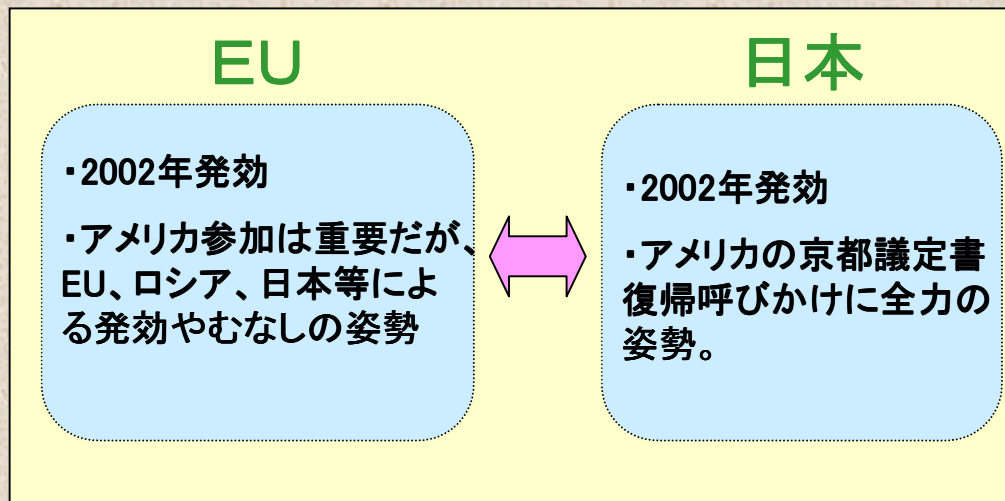 EU
・2002年発効
・アメリカ参加は重要だが、
EU、ロシア、日本等によ
る発効やむなしの姿勢
日本
・2002年発効
・アメリカの京都議定書
復帰呼びかけに全力の
姿勢。